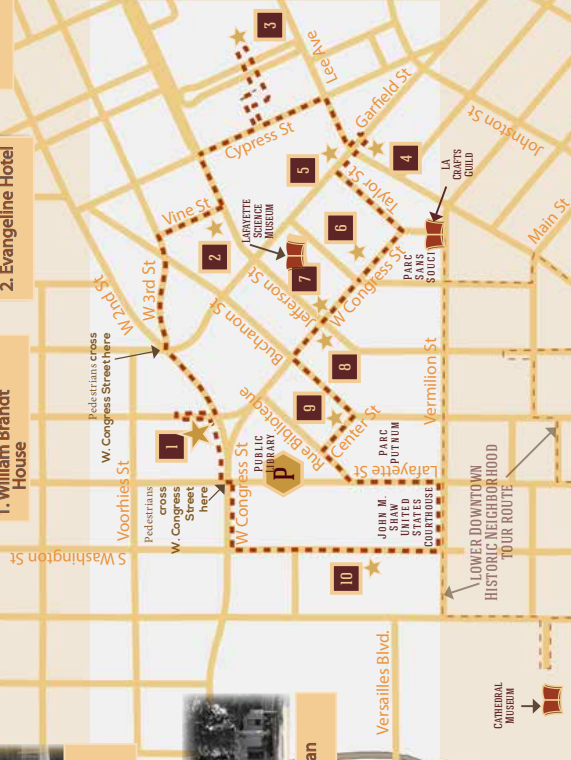 1. William Brandt
House
2. Evangeline Hotel
3
Lee Ave
Garfield St
Johnston St
Cypress St
4
5
Taylor St
LA
CRAFTS
GUILD
Vine St
LAFAYETTE
SCIENCE
MUSEUM
2
6
7
Main St
PARC
SANS
SOUCI
W 2nd St
W 3rd St
Jefferson St
W Congress St
Buchanan St
Pedestrians cross
W. Congress Street here
8
Vermilion St
9
1
Rue Bibliotheque
Center St
PARC
PUTNUM
PUBLIC
LIBRARY
P
Voorhies St
Pedestrians
cross
W. Congress
Street
here
W Congress St
Lafayette St
JOHN M.
SHAW
UNITED
STATES
COURTHOUSE
LOWER DOWNTOWN
HISTORIC NEIGHBORHOOD
TOUR ROUTE
S Washington St
10
Versailles Blvd.
CATHEDRAL
MUSEUM
an